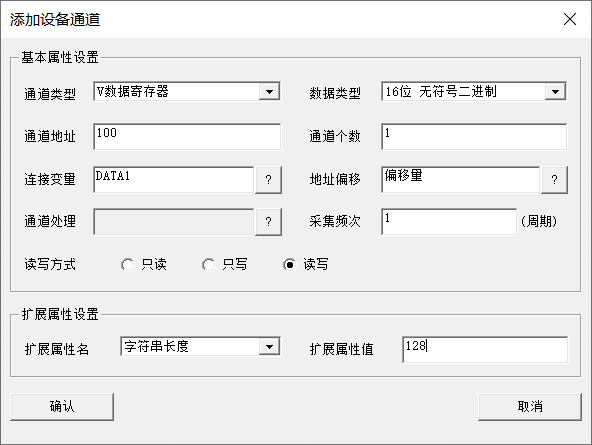 添加设备通道
基本属性设置
通道类型 V数据寄存器 数据类型 16位 无符号二进制
通道地址 100 通道个数 1
连接变量 DATA1 ? 地址偏移 偏移量 ?
通道处理 ? 采集频次 1 (周期)
读写方式 只读 只写 读写
扩展属性设置
扩展属性名 字符串长度 扩展属性值 128
确认 取消